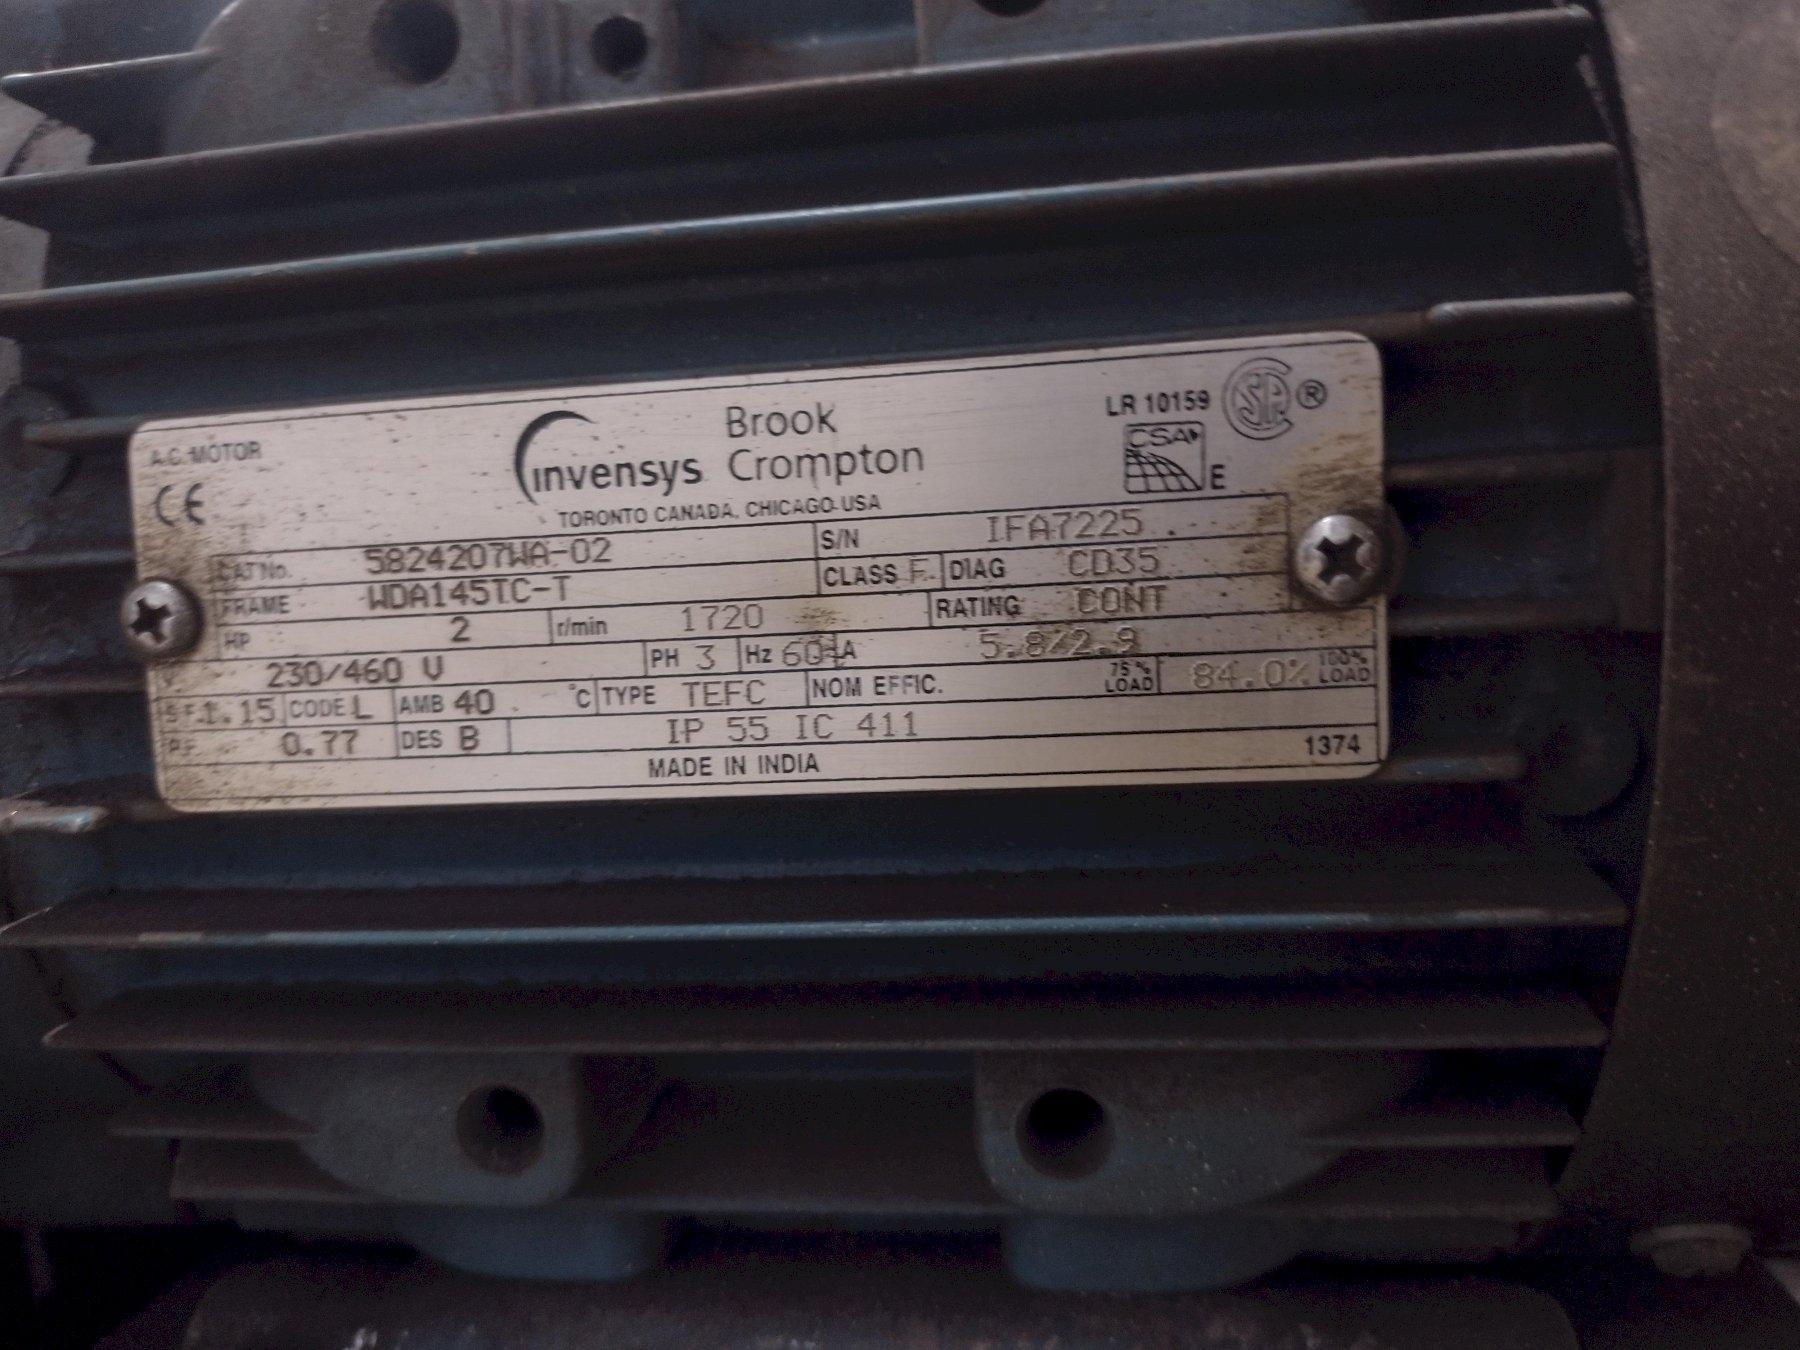 A.C. MOTOR
CE
invensys
Brook
Crompton
TORONTO CANADA, CHICAGO USA
LR 10159
CSA ®
CSA
E
CAT No. 5824207WA-02 S/N IFA7225
FRAME WDA145TC-T CLASS F DIAG CD35
HP 2 r/min 1720 RATING CONT
V 230/460 V PH 3 Hz 60 A 5.8/2.9
S.F. 1.15 CODE L AMB 40 °C TYPE TEFC NOM EFFIC. 75% LOAD 84.0% 100% LOAD
P.F. 0.77 DES B IP 55 IC 411
MADE IN INDIA 1374